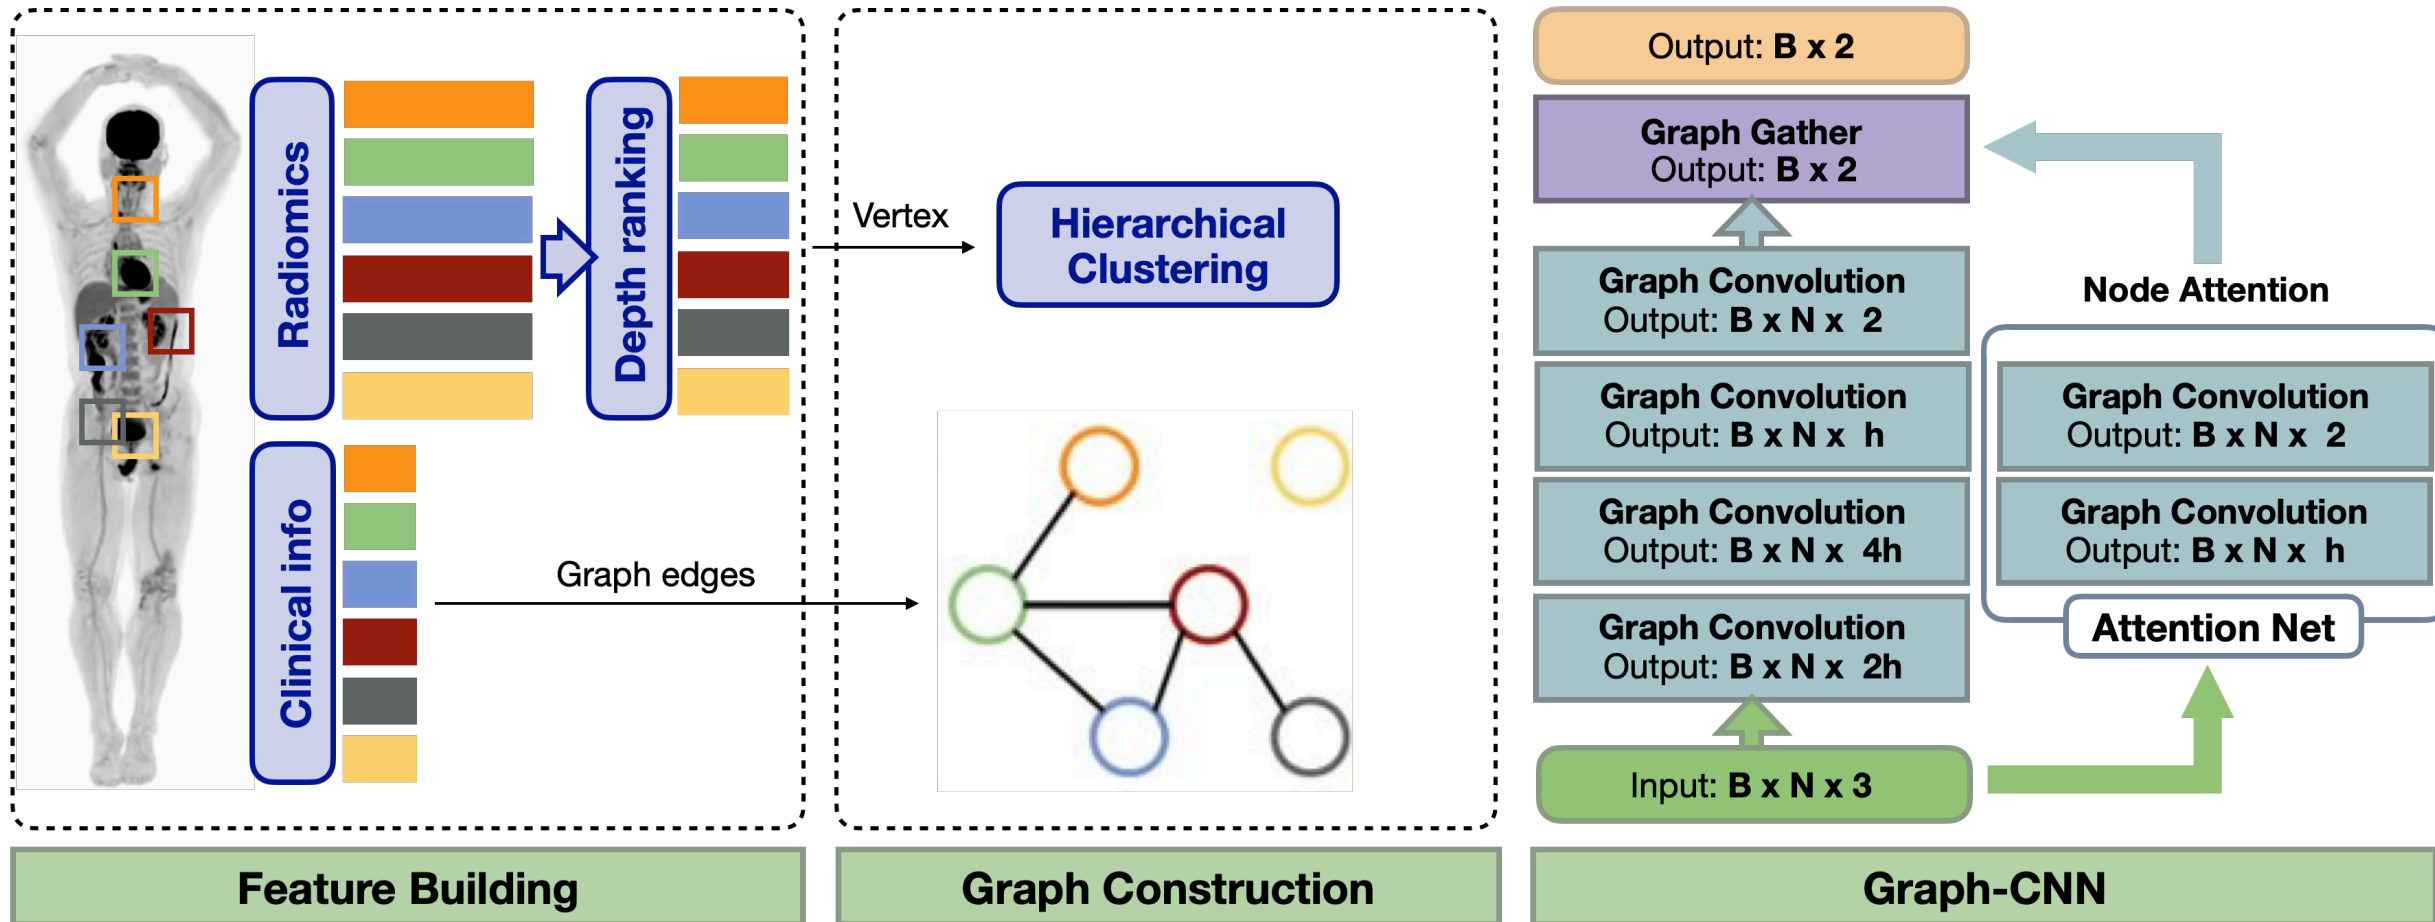 Radiomics
Depth ranking
Clinical info
Vertex
Graph edges
Hierarchical
Clustering
Output: B x 2
Graph Gather
Output: B x 2
Graph Convolution
Output: B x N x 2
Graph Convolution
Output: B x N x h
Graph Convolution
Output: B x N x 4h
Graph Convolution
Output: B x N x 2h
Input: B x N x 3
Node Attention
Graph Convolution
Output: B x N x 2
Graph Convolution
Output: B x N x h
Attention Net
Feature Building
Graph Construction
Graph-CNN